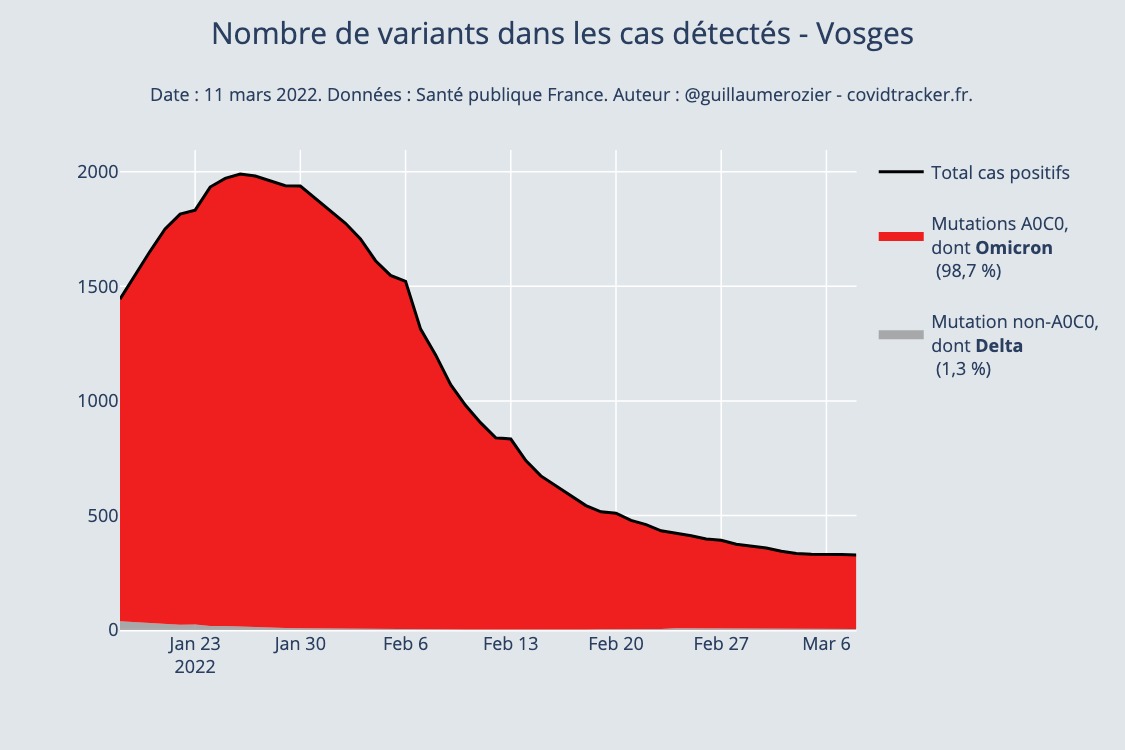 Nombre de variants dans les cas détectés - Vosges
Date : 11 mars 2022. Données : Santé publique France. Auteur : @guillaumerozier - covidtracker.fr.
2000
1500
1000
500
0
Jan 23
2022
Jan 30
Feb 6
Feb 13
Feb 20
Feb 27
Mar 6
Total cas positifs
Mutations A0C0,
dont Omicron
(98,7 %)
Mutation non-A0C0,
dont Delta
(1,3 %)